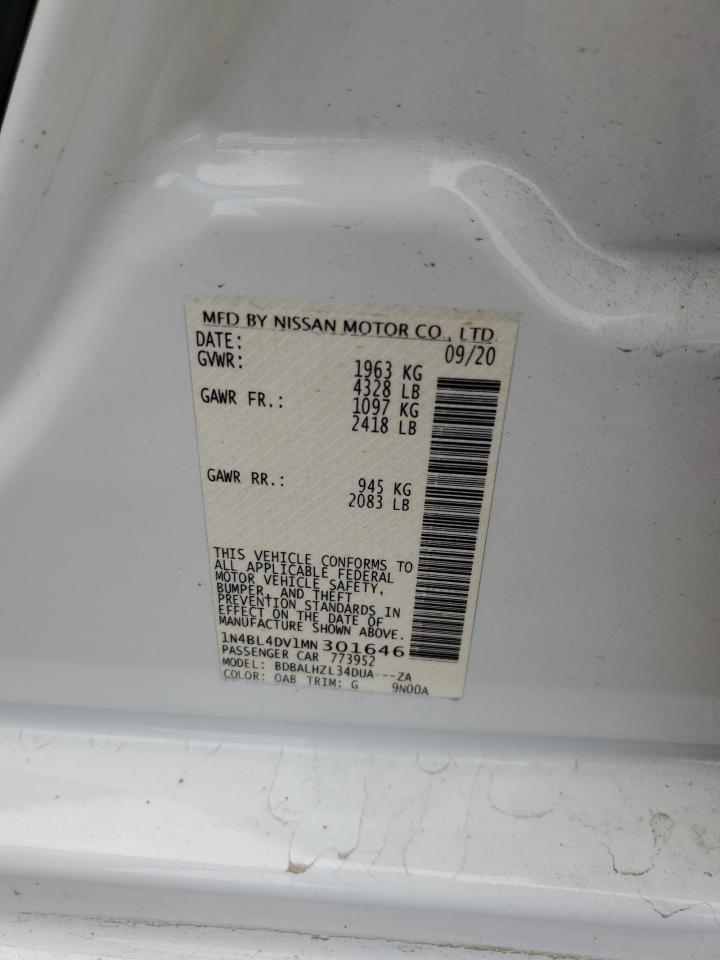 MFD BY NISSAN MOTOR CO., LTD.
DATE: 09/20
GVWR: 1963 KG
4328 LB
GAWR FR.: 1097 KG
2418 LB
GAWR RR.: 945 KG
2083 LB
THIS VEHICLE CONFORMS TO
ALL APPLICABLE FEDERAL
MOTOR VEHICLE SAFETY,
BUMPER, AND THEFT
PREVENTION STANDARDS IN
EFFECT ON THE DATE OF
MANUFACTURE SHOWN ABOVE.
1N4BL4DV1MN301646
PASSENGER CAR 773952
MODEL: BDBALHZL34DUA---ZA
COLOR: QAB TRIM: G 9N00A